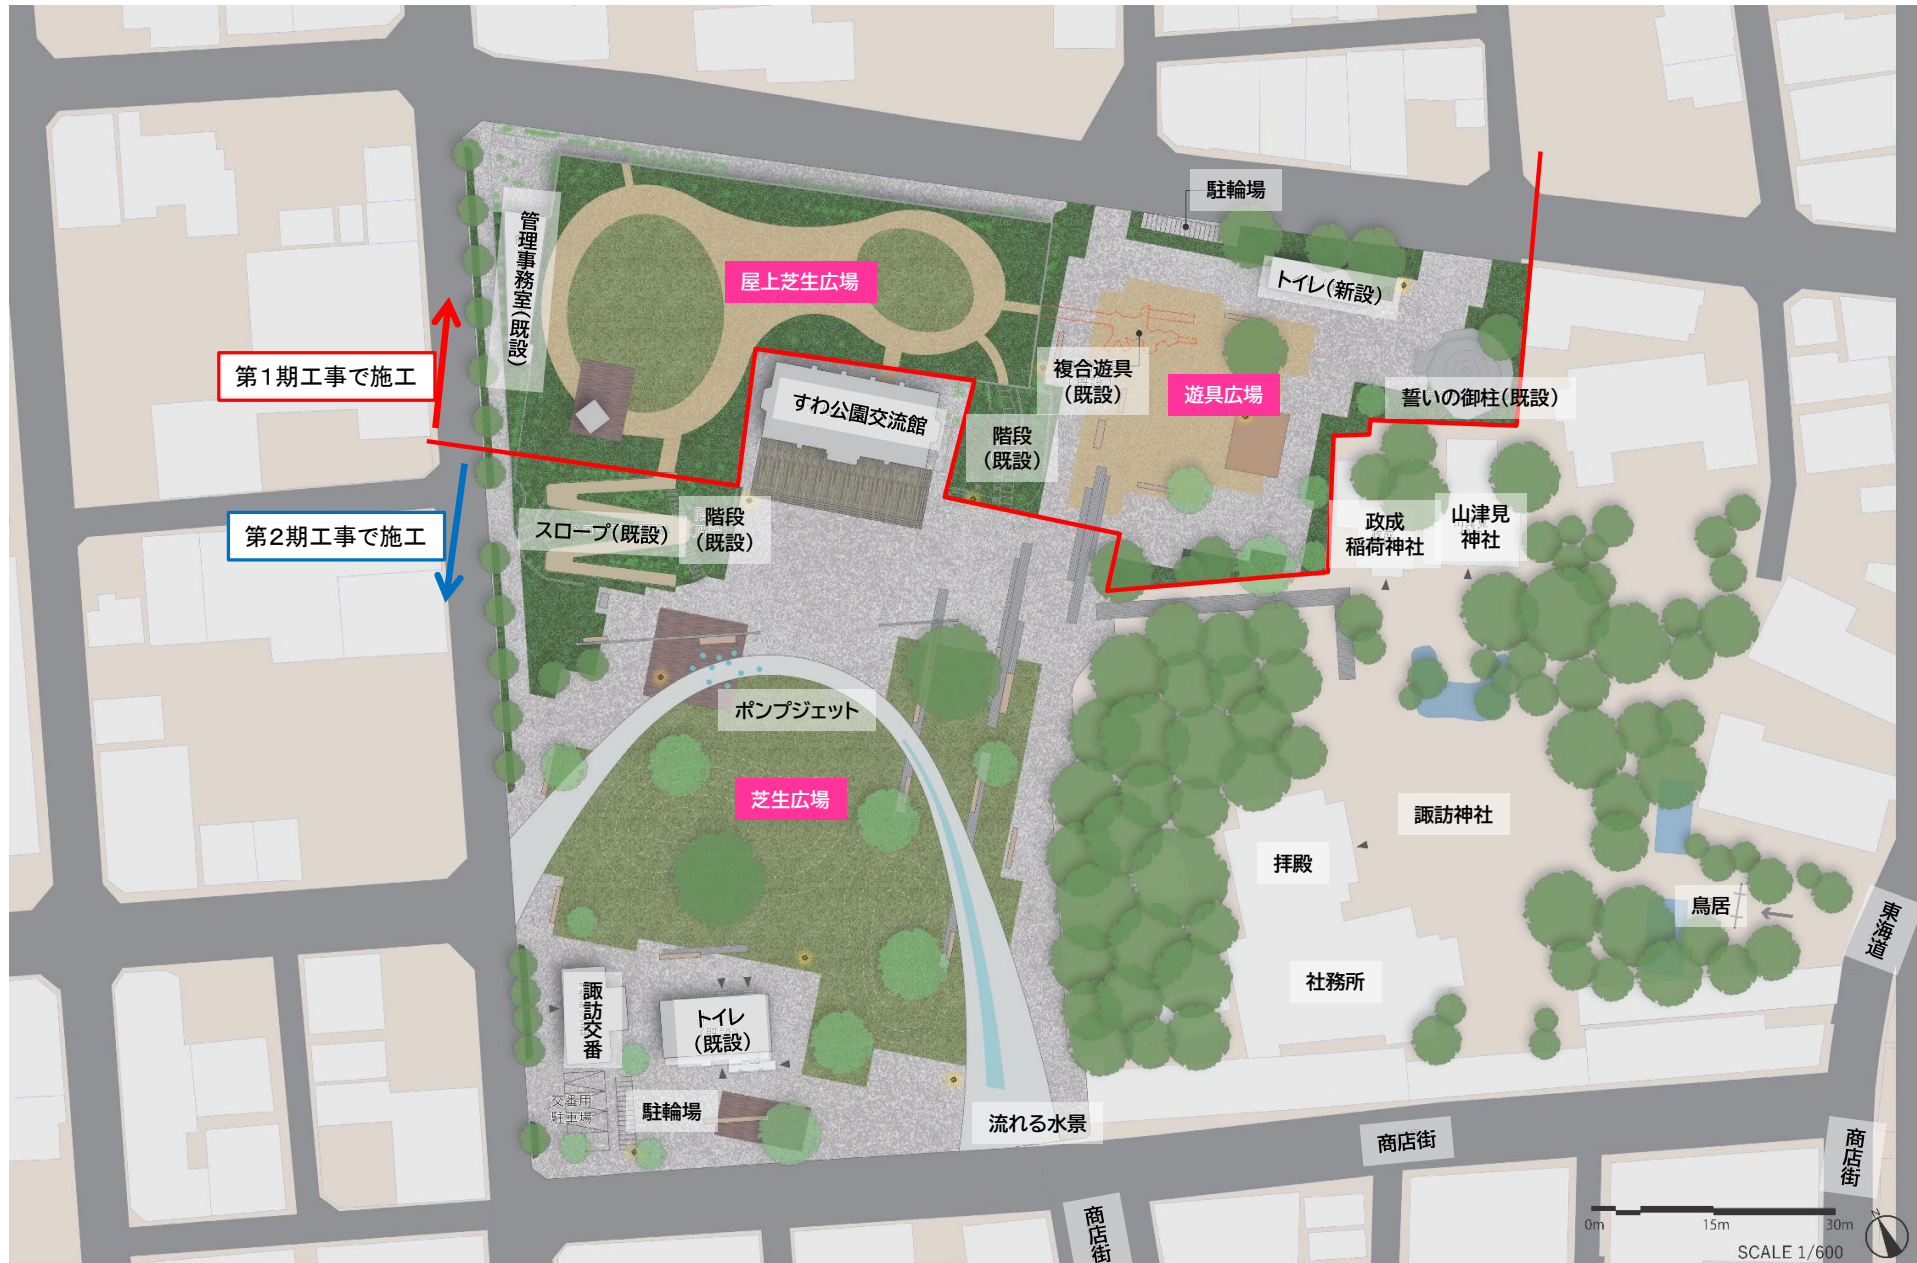 駐輪場
管理事務室(既設)
屋上芝生広場
トイレ(新設)
第1期工事で施工
複合遊具
(既設)
遊具広場
誓いの御柱(既設)
すわ公園交流館
階段
(既設)
第2期工事で施工
スロープ(既設)
階段
(既設)
政成
稲荷神社
山津見
神社
ポンプジェット
芝生広場
諏訪神社
拝殿
鳥居
東海道
社務所
諏訪交番
トイレ
(既設)
交番用
駐車場
駐輪場
流れる水景
商店街
商店街
商店街
0m 15m 30m
SCALE 1/600
N